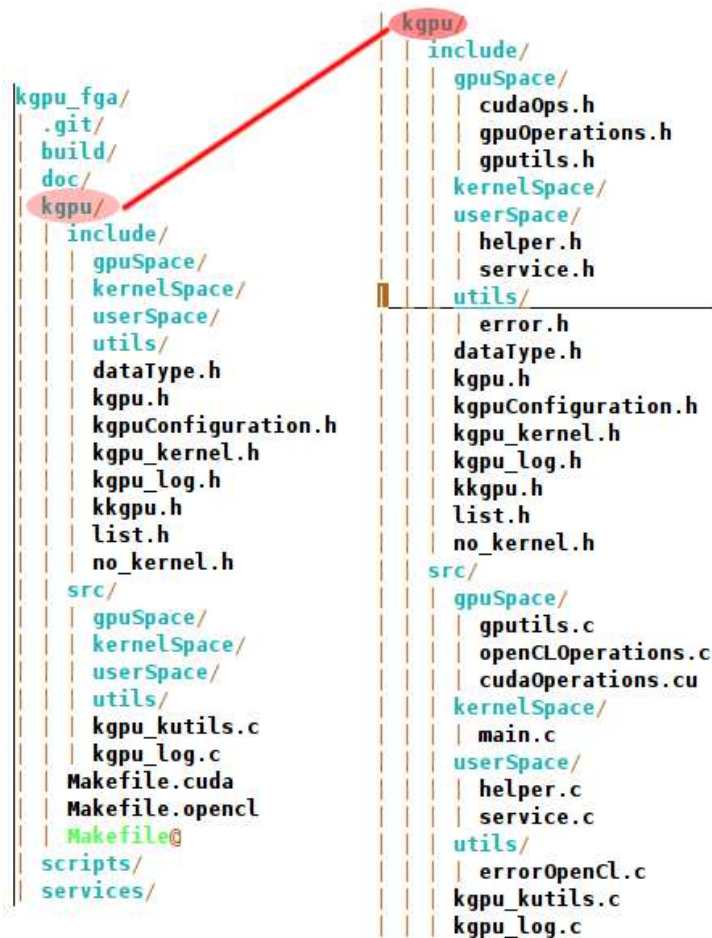 kgpu_fga/
.git/
build/
doc/
kgpu/
include/
gpuSpace/
kernelSpace/
userSpace/
utils/
dataType.h
kgpu.h
kgpuConfiguration.h
kgpu_kernel.h
kgpu_log.h
kkgpu.h
list.h
no_kernel.h
src/
gpuSpace/
kernelSpace/
userSpace/
utils/
kgpu_kutils.c
kgpu_log.c
Makefile.cuda
Makefile.opencl
Makefile@
scripts/
services/
kgpu/
include/
gpuSpace/
cudaOps.h
gpuOperations.h
gputils.h
kernelSpace/
userSpace/
helper.h
service.h
utils/
error.h
dataType.h
kgpu.h
kgpuConfiguration.h
kgpu_kernel.h
kgpu_log.h
kkgpu.h
list.h
no_kernel.h
src/
gpuSpace/
gputils.c
openCLOperations.c
cudaOperations.cu
kernelSpace/
main.c
userSpace/
helper.c
service.c
utils/
errorOpenCl.c
kgpu_kutils.c
kgpu_log.c